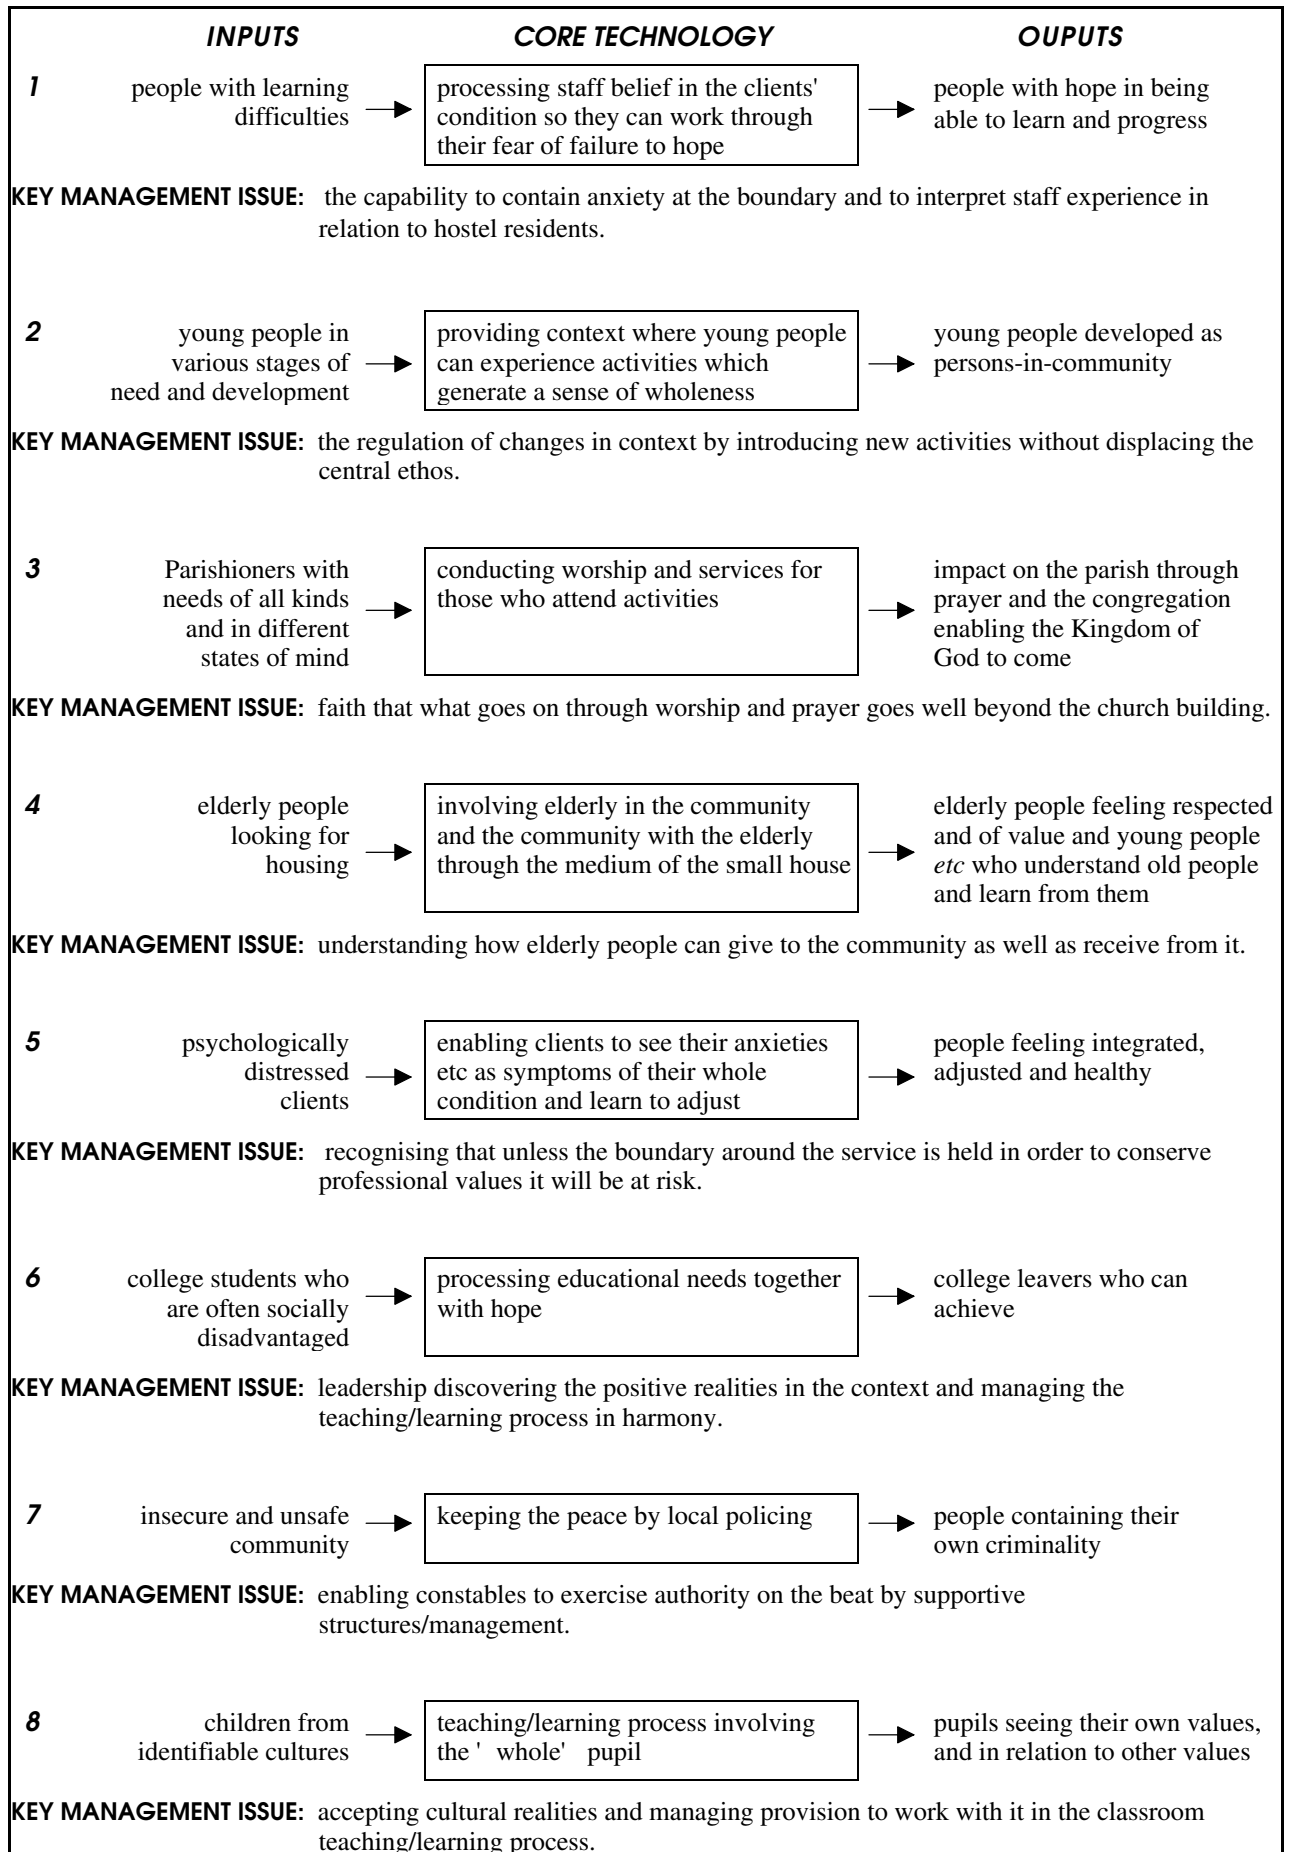 INPUTS CORE TECHNOLOGY OUPUTS
1 people with learning processing staff belief in the clients' people with hope in being
difficulties condition so they can work through able to learn and progress
their fear of failure to hope
KEY MANAGEMENT ISSUE: the capability to contain anxiety at the boundary and to interpret staff experience in
relation to hostel residents.
2 young people in providing context where young people young people developed as
various stages of can experience activities which persons-in-community
need and development generate a sense of wholeness
KEY MANAGEMENT ISSUE: the regulation of changes in context by introducing new activities without displacing the
central ethos.
3 Parishioners with conducting worship and services for impact on the parish through
needs of all kinds those who attend activities prayer and the congregation
and in different enabling the Kingdom of
states of mind God to come
KEY MANAGEMENT ISSUE: faith that what goes on through worship and prayer goes well beyond the church building.
4 elderly people involving elderly in the community elderly people feeling respected
looking for and the community with the elderly and of value and young people
housing through the medium of the small house etc who understand old people
and learn from them
KEY MANAGEMENT ISSUE: understanding how elderly people can give to the community as well as receive from it.
5 psychologically enabling clients to see their anxieties people feeling integrated,
distressed etc as symptoms of their whole adjusted and healthy
clients condition and learn to adjust
KEY MANAGEMENT ISSUE: recognising that unless the boundary around the service is held in order to conserve
professional values it will be at risk.
6 college students who processing educational needs together college leavers who can
are often socially with hope achieve
disadvantaged
KEY MANAGEMENT ISSUE: leadership discovering the positive realities in the context and managing the
teaching/learning process in harmony.
7 insecure and unsafe keeping the peace by local policing people containing their
community own criminality
KEY MANAGEMENT ISSUE: enabling constables to exercise authority on the beat by supportive
structures/management.
8 children from teaching/learning process involving pupils seeing their own values,
identifiable cultures the ' whole' pupil and in relation to other values
KEY MANAGEMENT ISSUE: accepting cultural realities and managing provision to work with it in the classroom
teaching/learning process.